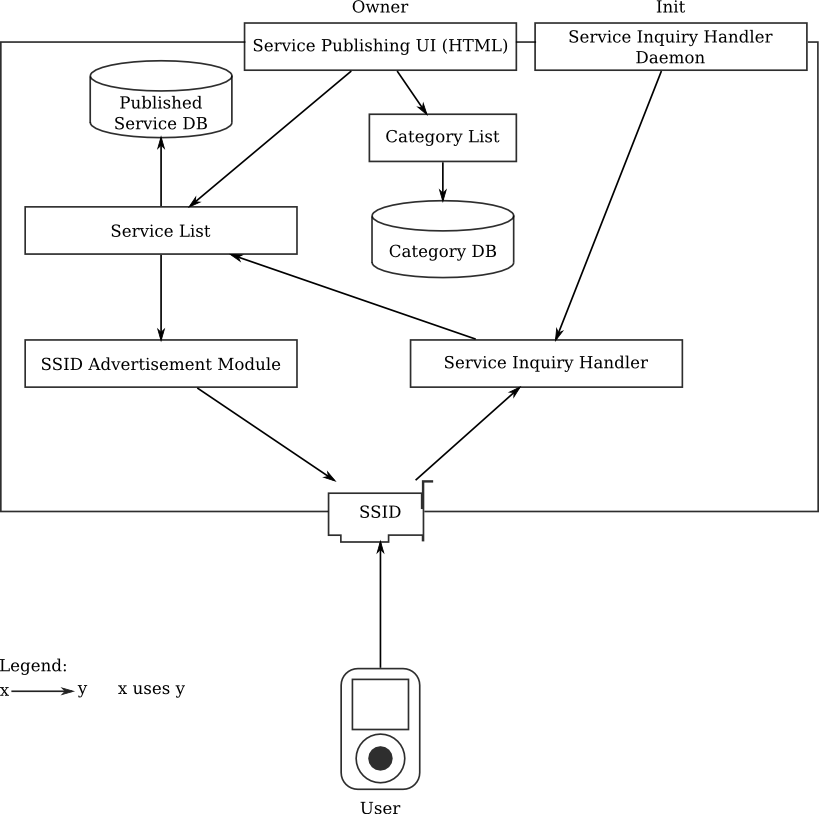 Owner
Init
Service Publishing UI (HTML)
Service Inquiry Handler
Daemon
Published
Service DB
Category List
Service List
Category DB
SSID Advertisement Module
Service Inquiry Handler
SSID
Legend:
x y x uses y
User